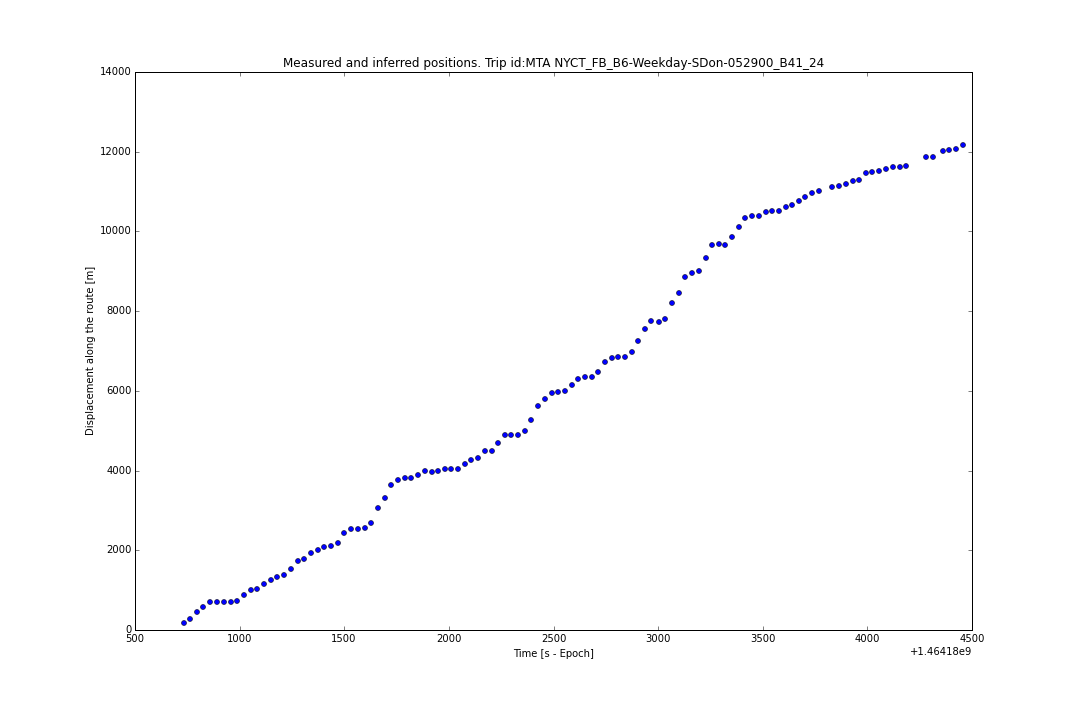 Measured and inferred positions. Trip id:MTA NYCT_FB_B6-Weekday-SDon-052900_B41_24
14000
12000
10000
8000
6000
4000
2000
0
Displacement along the route [m]
500 1000 1500 2000 2500 3000 3500 4000 4500
Time [s - Epoch]
+1.46418e9